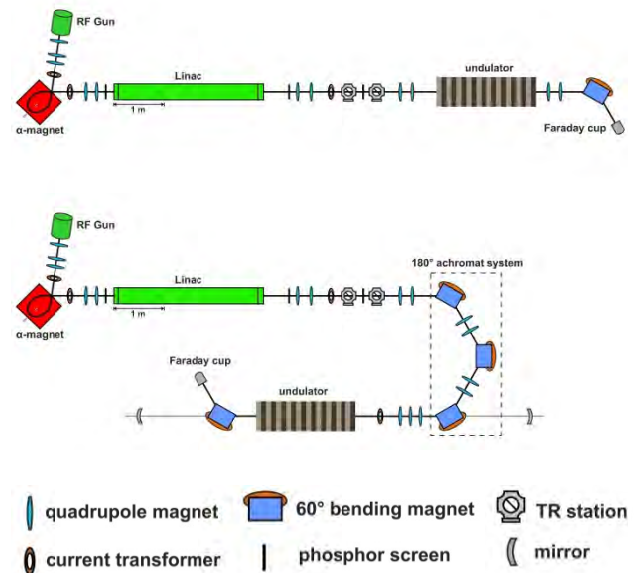 RF Gun
Linac
undulator
1 m
α-magnet
Faraday cup
RF Gun
180° achromat system
Linac
1 m
α-magnet
Faraday cup
undulator
quadrupole magnet
60° bending magnet
TR station
current transformer
phosphor screen
mirror